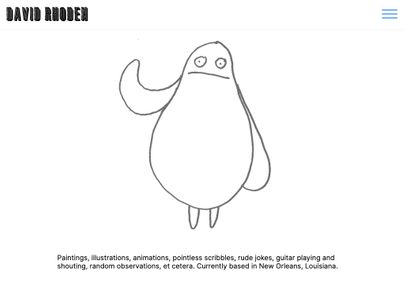 DAVID RHODEN
Paintings, illustrations, animations, pointless scribbles, rude jokes, guitar playing and
shouting, random observations, et cetera. Currently based in New Orleans, Louisiana.